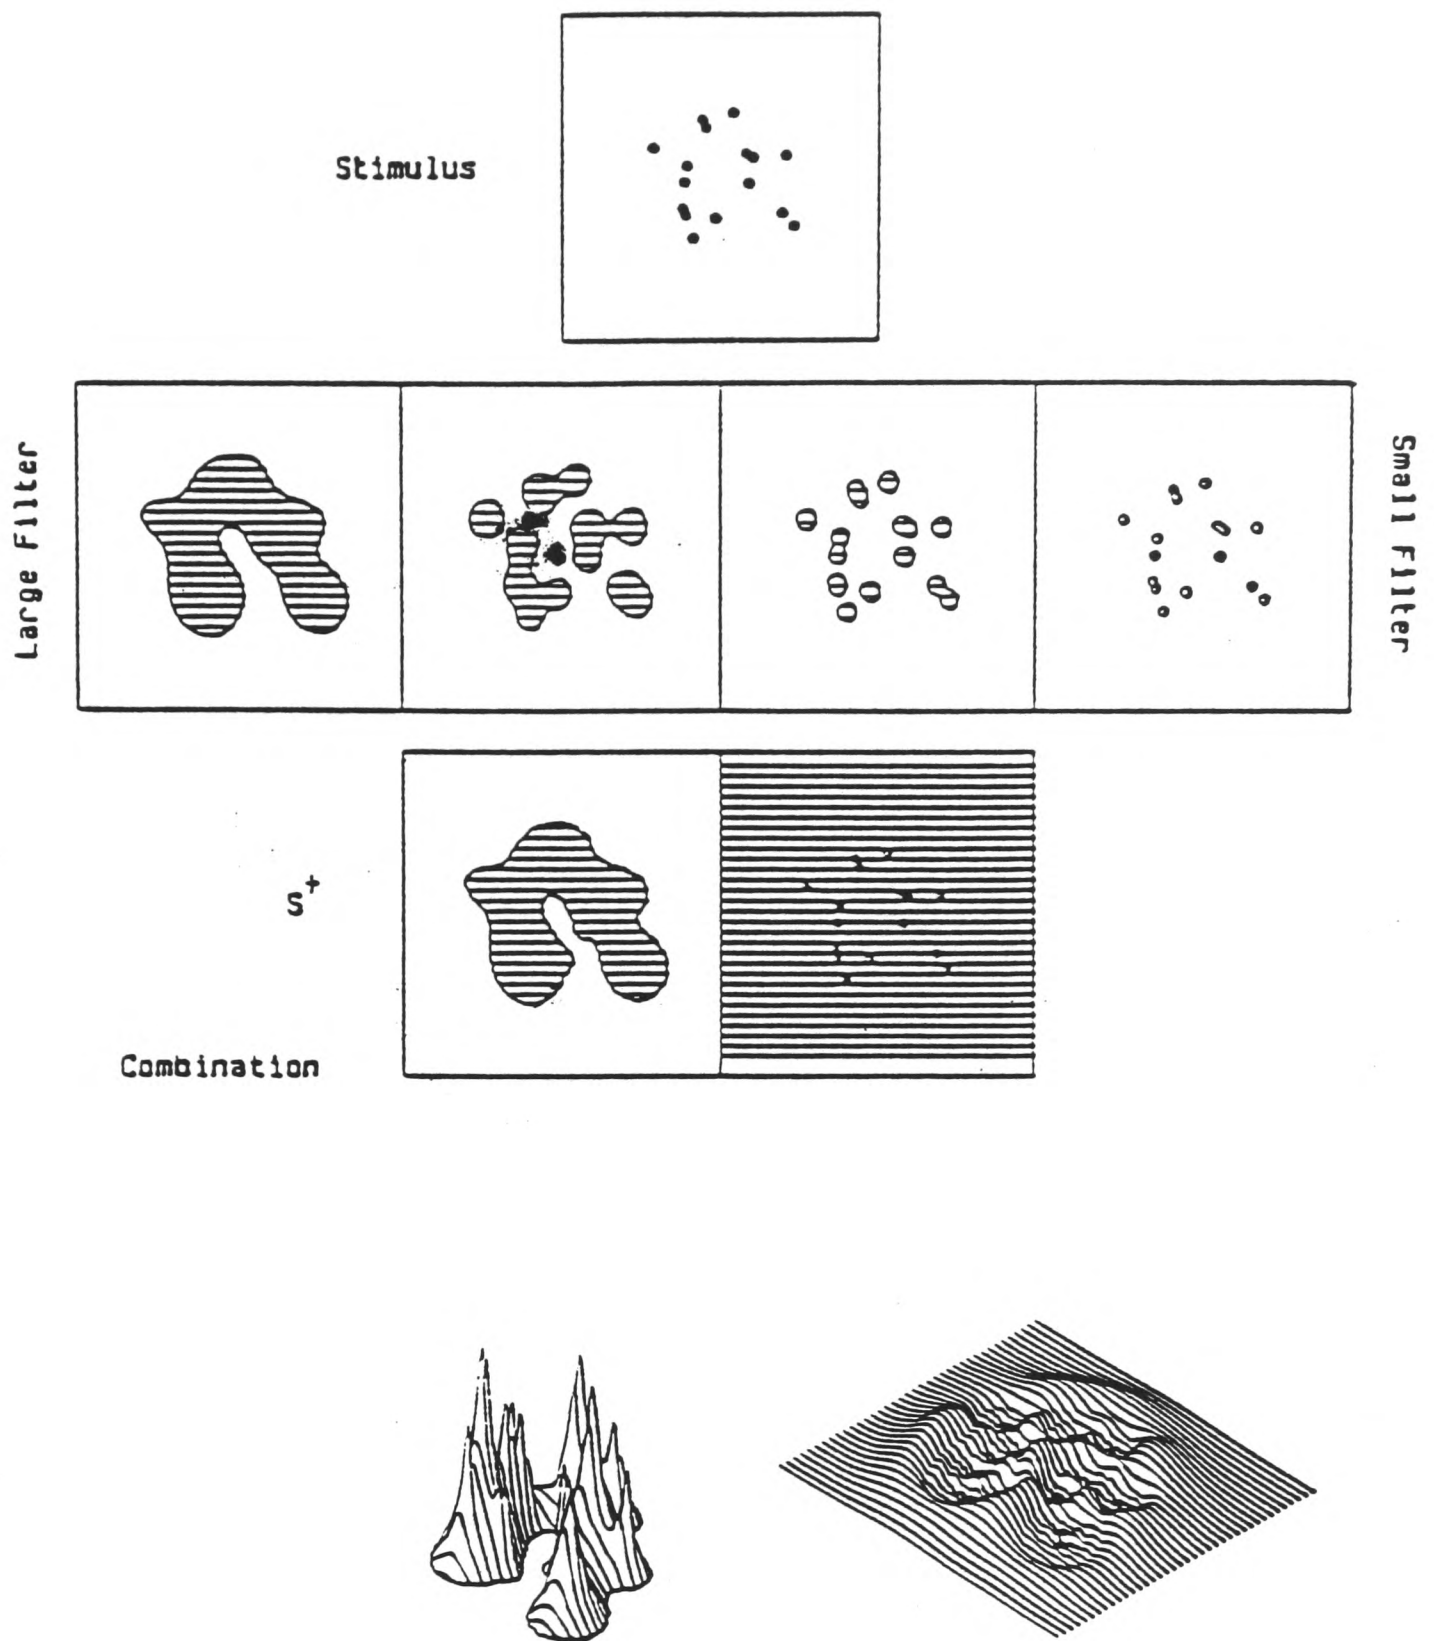 Stimulus
Large Filter
Small Filter
S+
Combination